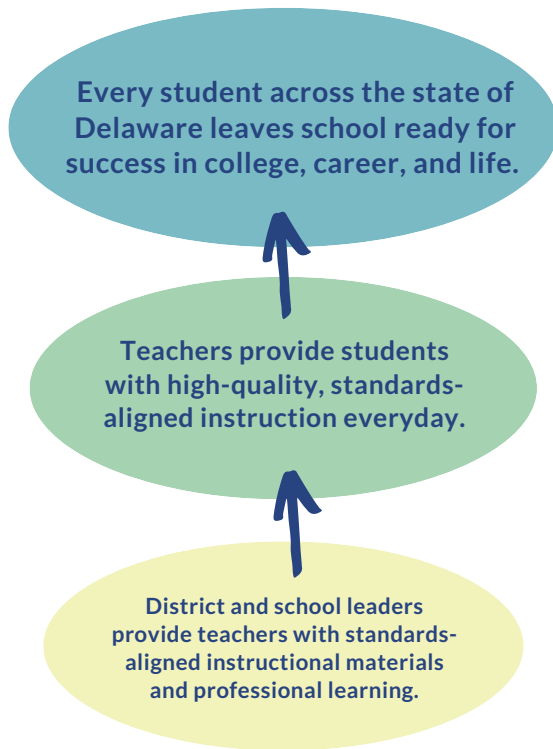 Every student across the state of
Delaware leaves school ready for
success in college, career, and life.
Teachers provide students
with high-quality, standards-
aligned instruction everyday.
District and school leaders
provide teachers with standards-
aligned instructional materials
and professional learning.